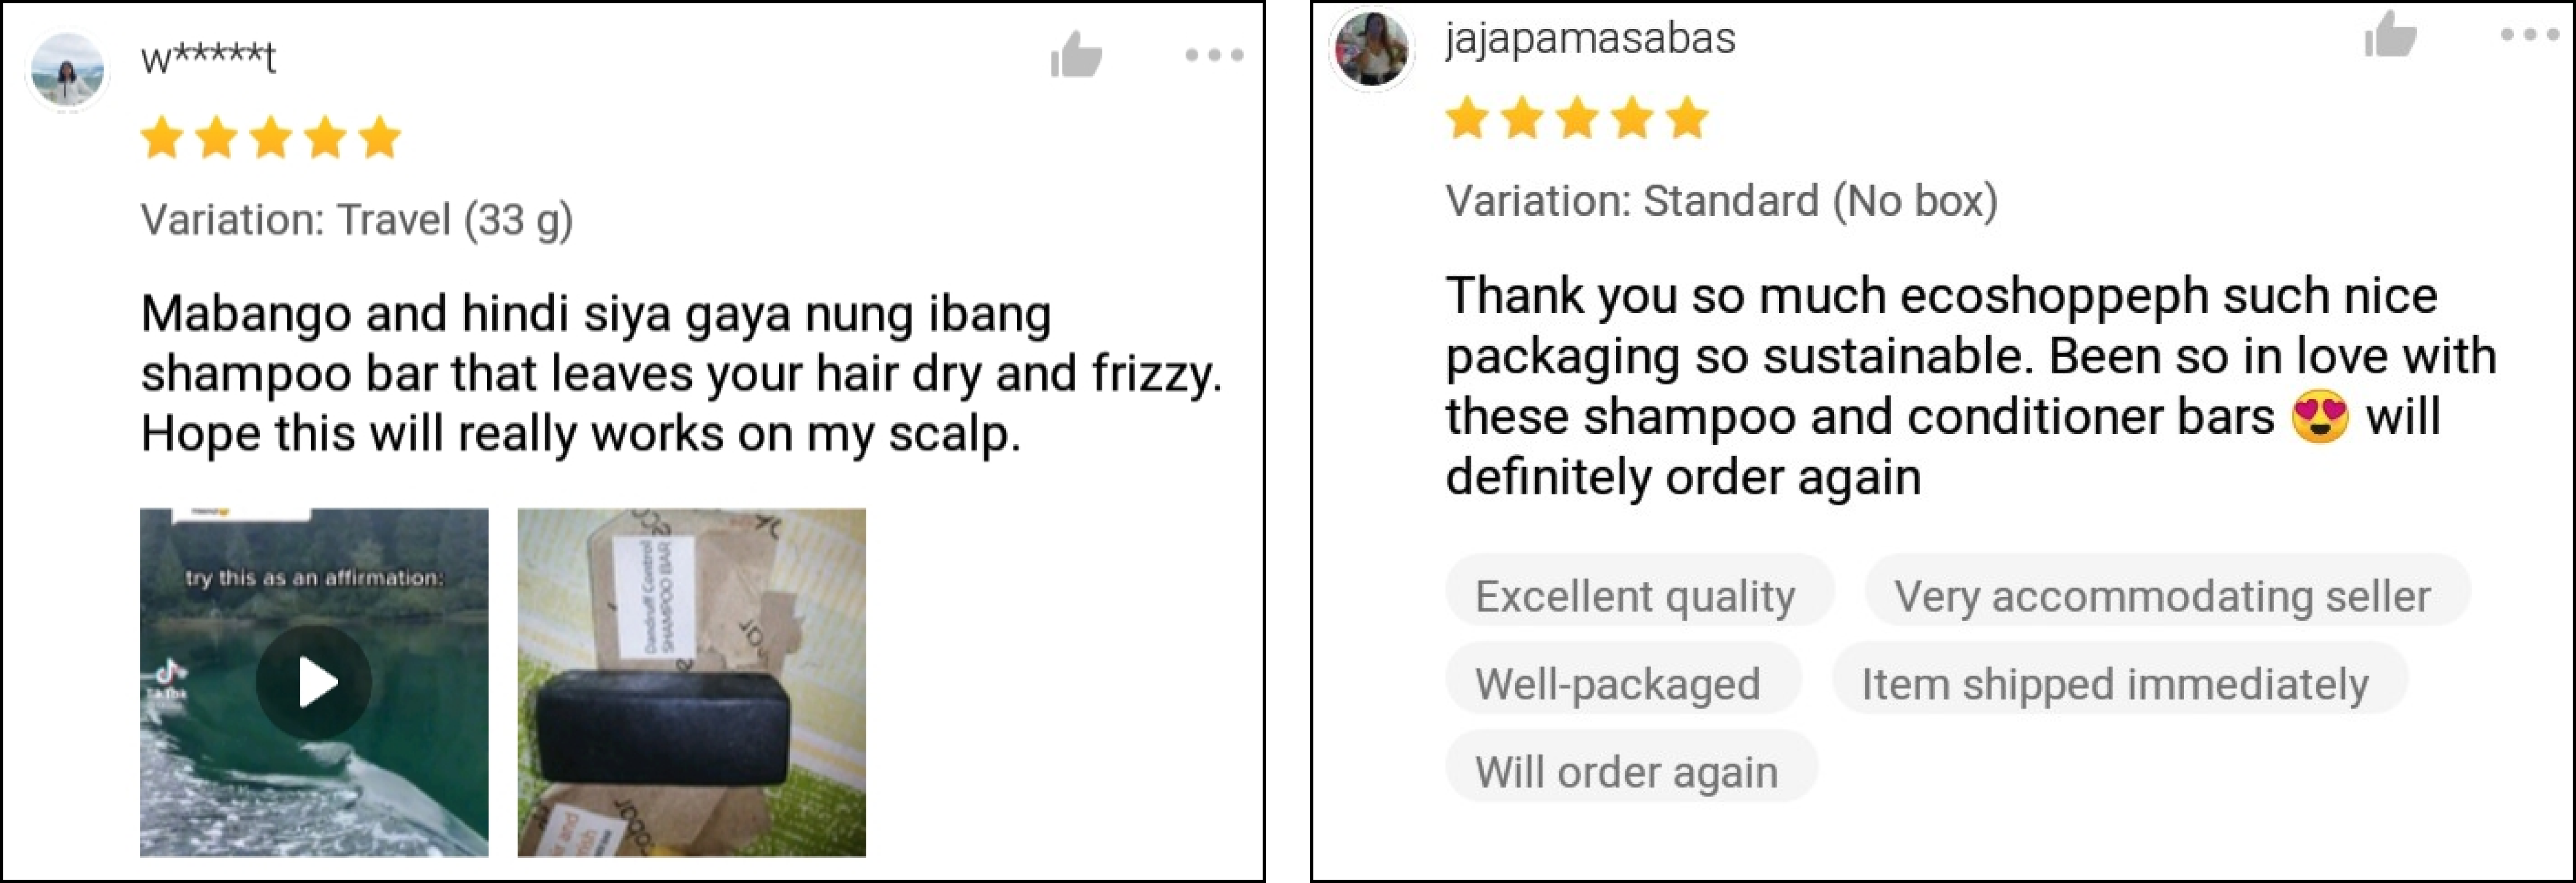 w*****t
Variation: Travel (33 g)
Mabango and hindi siya gaya nung ibang
shampoo bar that leaves your hair dry and frizzy.
Hope this will really works on my scalp.
try this as an affirmation:
TikTok
Dandruff Control
SHAMPOO BAR
jajapamasabas
Variation: Standard (No box)
Thank you so much ecoshoppeph such nice
packaging so sustainable. Been so in love with
these shampoo and conditioner bars 😍 will
definitely order again
Excellent quality
Very accommodating seller
Well-packaged
Item shipped immediately
Will order again